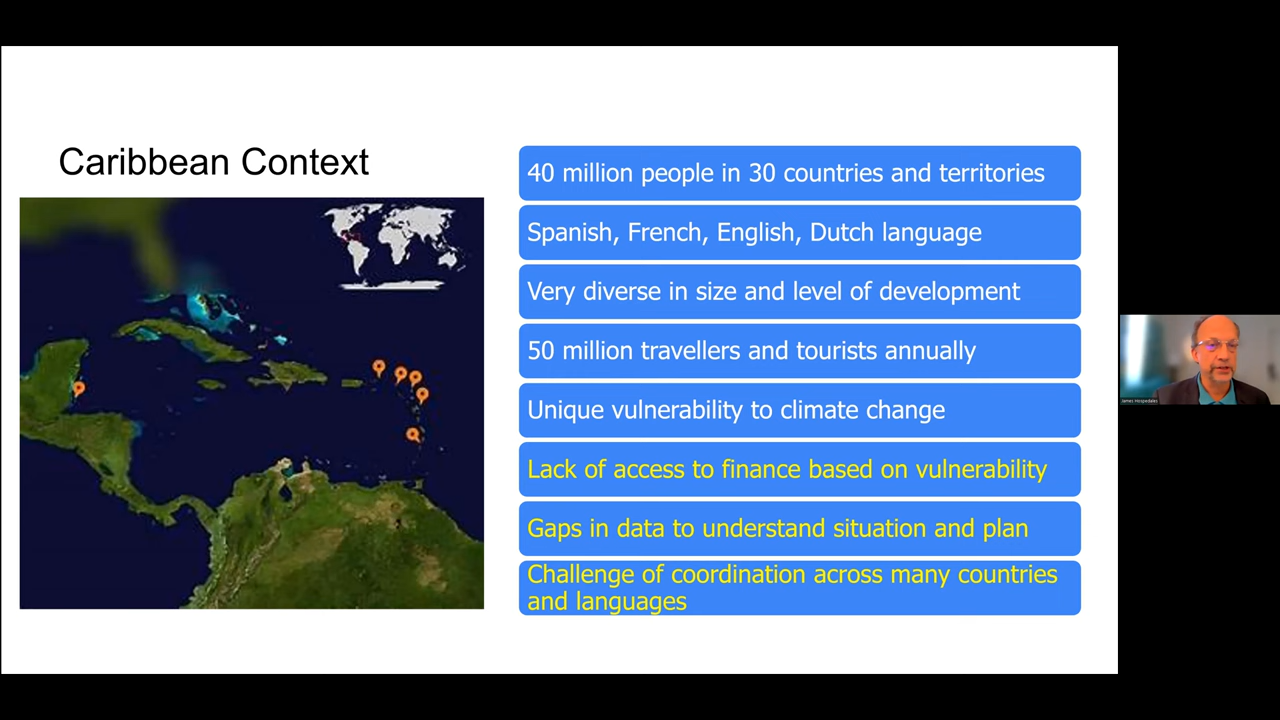 Caribbean Context
40 million people in 30 countries and territories
Spanish, French, English, Dutch language
Very diverse in size and level of development
50 million travellers and tourists annually
Unique vulnerability to climate change
Lack of access to finance based on vulnerability
Gaps in data to understand situation and plan
Challenge of coordination across many countries
and languages
James Hospedales